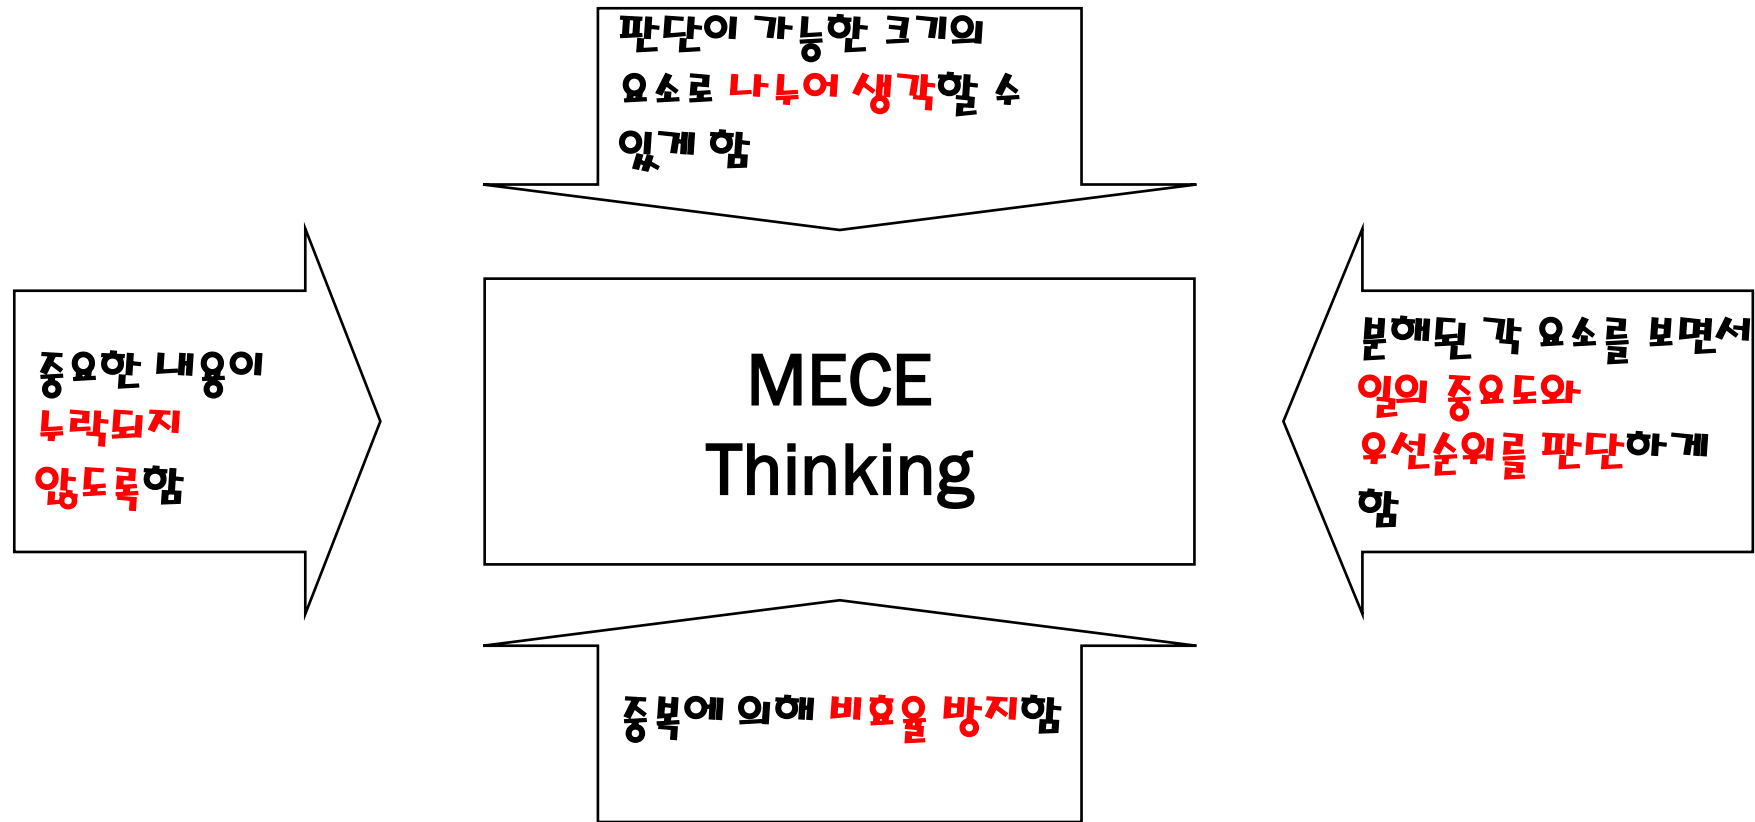 판단이 가능한 크기의
요소로 나누어 생각할 수
있게 함
중요한 내용이
누락되지
않도록함
MECE
Thinking
분해된 각 요소를 보면서
일의 중요도와
우선순위를 판단하게
함
중복에 의해 비효율 방지함